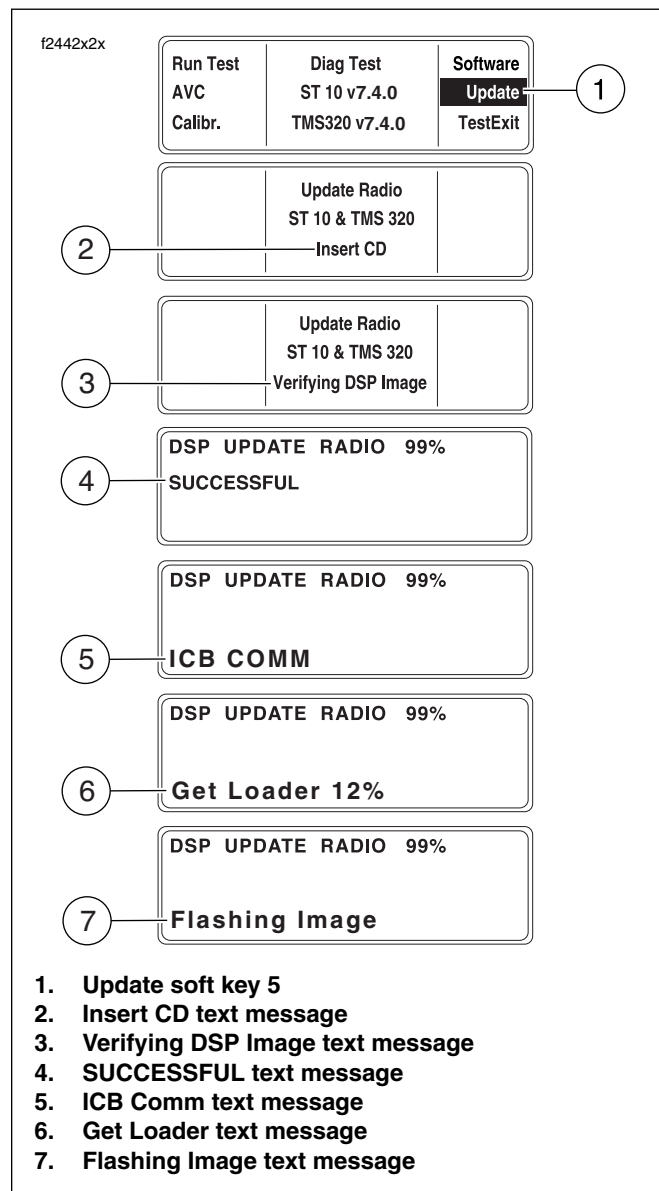 f2442x2x
Run Test Diag Test Software
AVC ST 10 v7.4.0 Update
Calibr. TMS320 v7.4.0 TestExit
1
Update Radio
ST 10 & TMS 320
Insert CD
2
Update Radio
ST 10 & TMS 320
Verifying DSP Image
3
DSP UPDATE RADIO 99%
SUCCESSFUL
4
DSP UPDATE RADIO 99%
ICB COMM
5
DSP UPDATE RADIO 99%
Get Loader 12%
6
DSP UPDATE RADIO 99%
Flashing Image
7
1. Update soft key 5
2. Insert CD text message
3. Verifying DSP Image text message
4. SUCCESSFUL text message
5. ICB Comm text message
6. Get Loader text message
7. Flashing Image text message